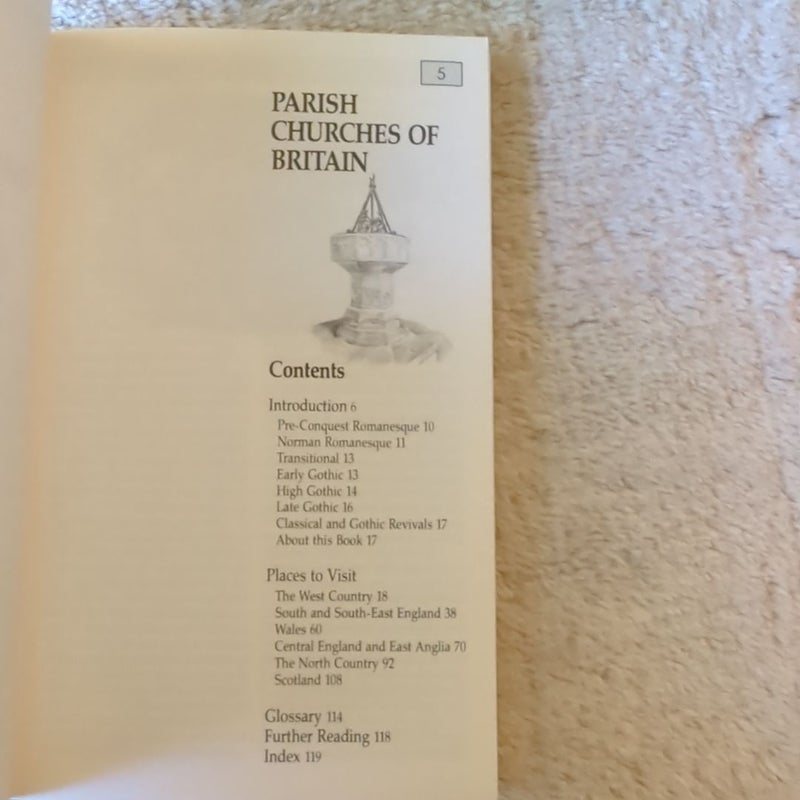 5
PARISH
CHURCHES OF
BRITAIN
Contents
Introduction 6
Pre-Conquest Romanesque 10
Norman Romanesque 11
Transitional 13
Early Gothic 13
High Gothic 14
Late Gothic 16
Classical and Gothic Revivals 17
About this Book 17
Places to Visit
The West Country 18
South and South-East England 38
Wales 60
Central England and East Anglia 70
The North Country 92
Scotland 108
Glossary 114
Further Reading 118
Index 119